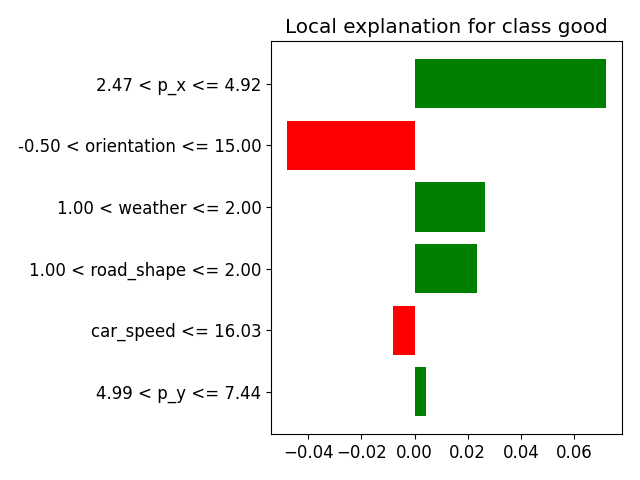 Local explanation for class good
2.47 < p_x <= 4.92
-0.50 < orientation <= 15.00
1.00 < weather <= 2.00
1.00 < road_shape <= 2.00
car_speed <= 16.03
4.99 < p_y <= 7.44
−0.04 −0.02 0.00 0.02 0.04 0.06